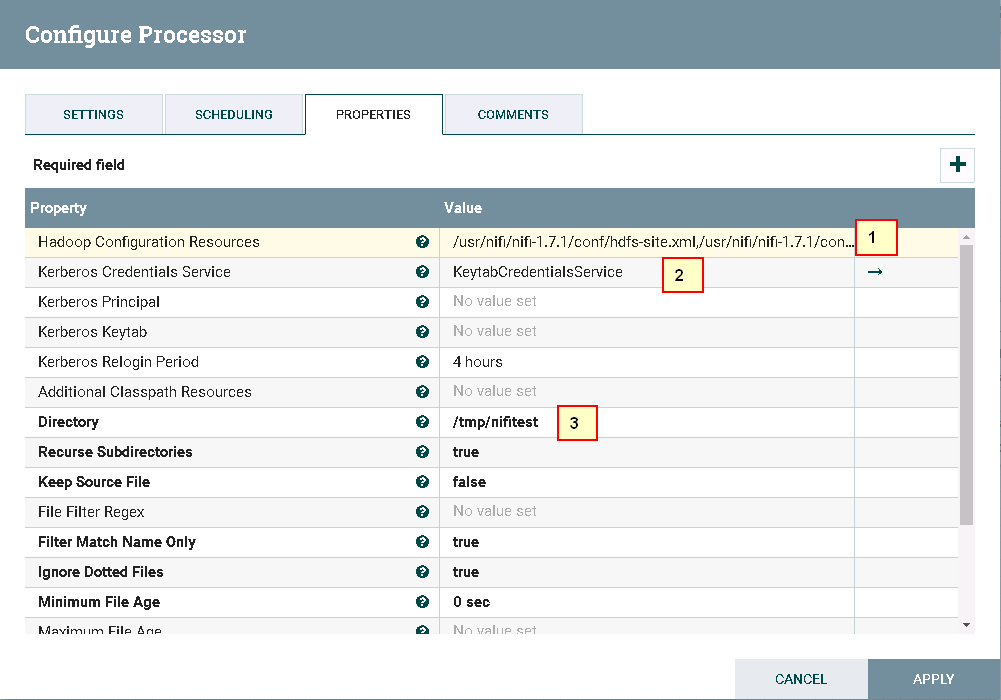 Configure Processor
SETTINGS SCHEDULING PROPERTIES COMMENTS
Required field
Property Value
Hadoop Configuration Resources /usr/nifi/nifi-1.7.1/conf/hdfs-site.xml,/usr/nifi/nifi-1.7.1/con... 1
Kerberos Credentials Service KeytabCredentialsService 2
Kerberos Principal No value set
Kerberos Keytab No value set
Kerberos Relogin Period 4 hours
Additional Classpath Resources No value set
Directory /tmp/nifitest 3
Recurse Subdirectories true
Keep Source File false
File Filter Regex No value set
Filter Match Name Only true
Ignore Dotted Files true
Minimum File Age 0 sec
Maximum File Age No value set
CANCEL APPLY